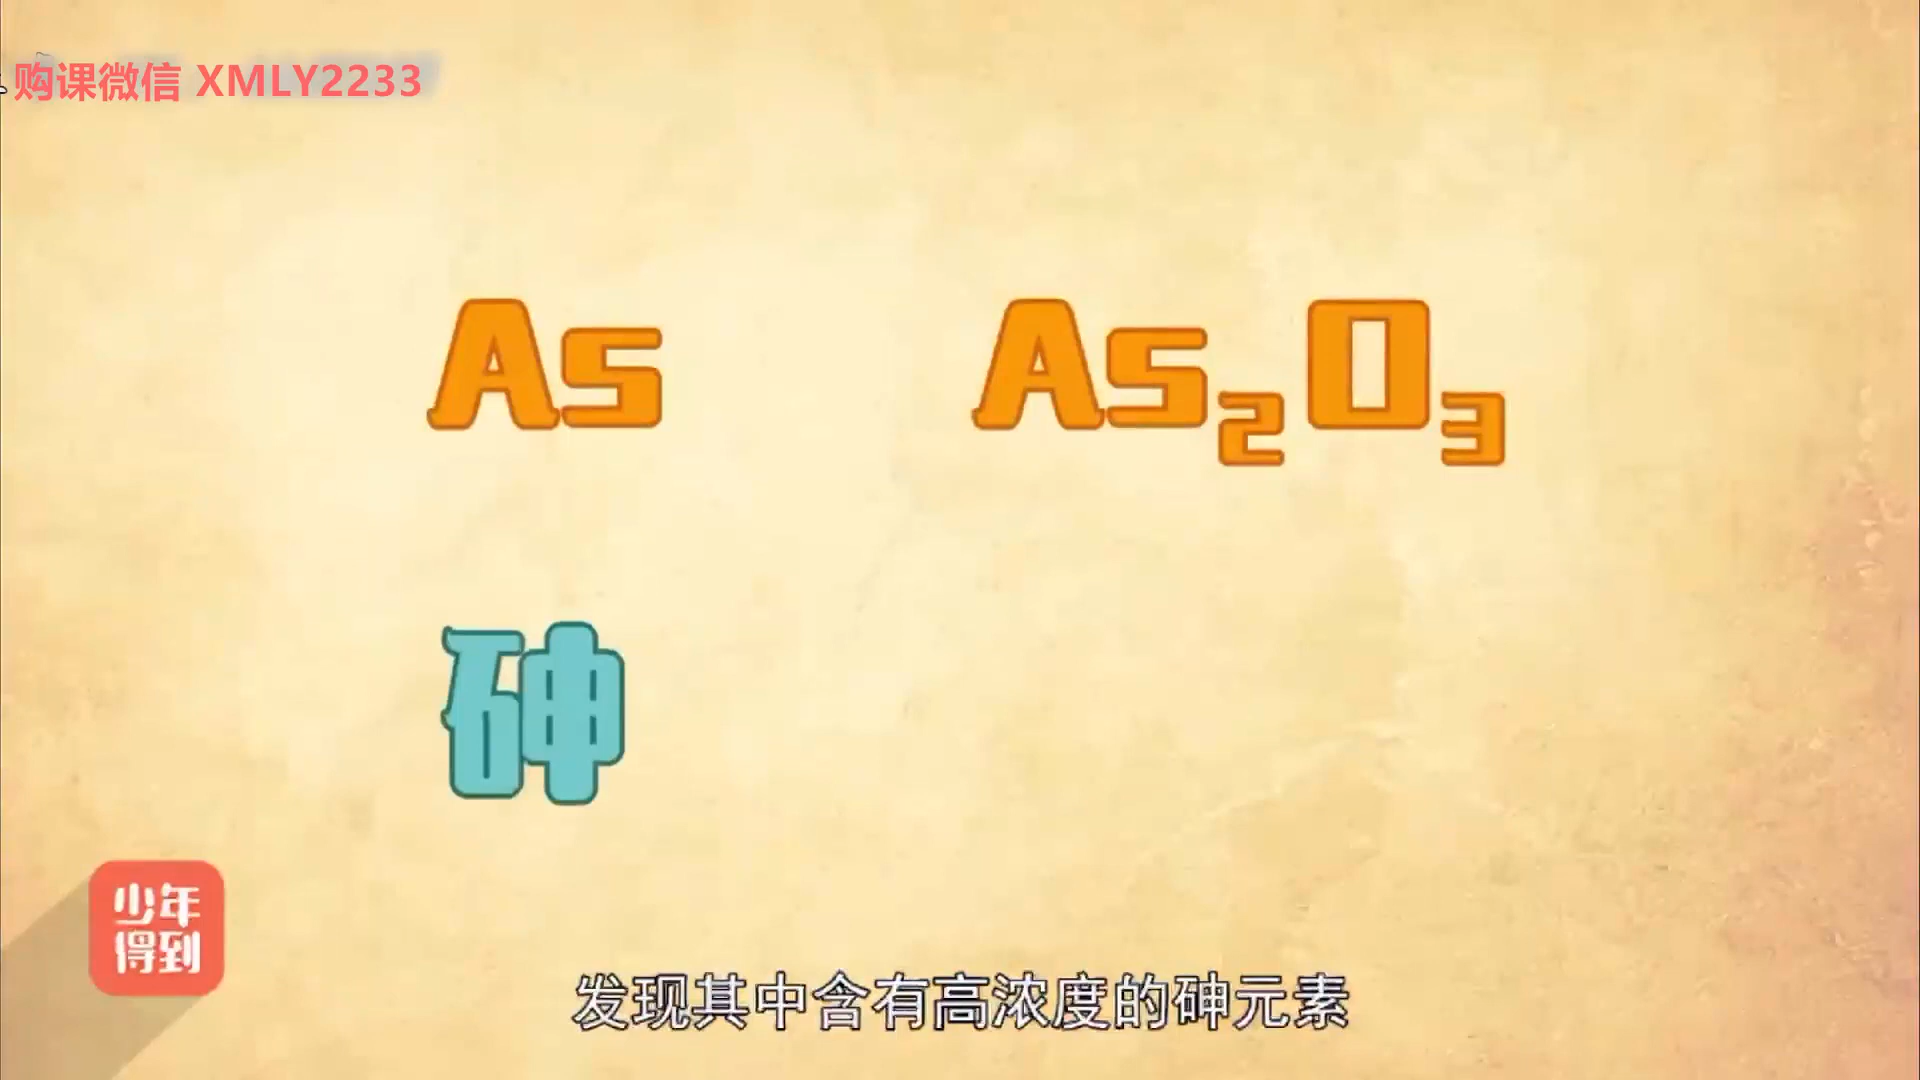 购课微信 XMLY2233
As As₂O₃
砷
少年
得到
发现其中含有高浓度的砷元素